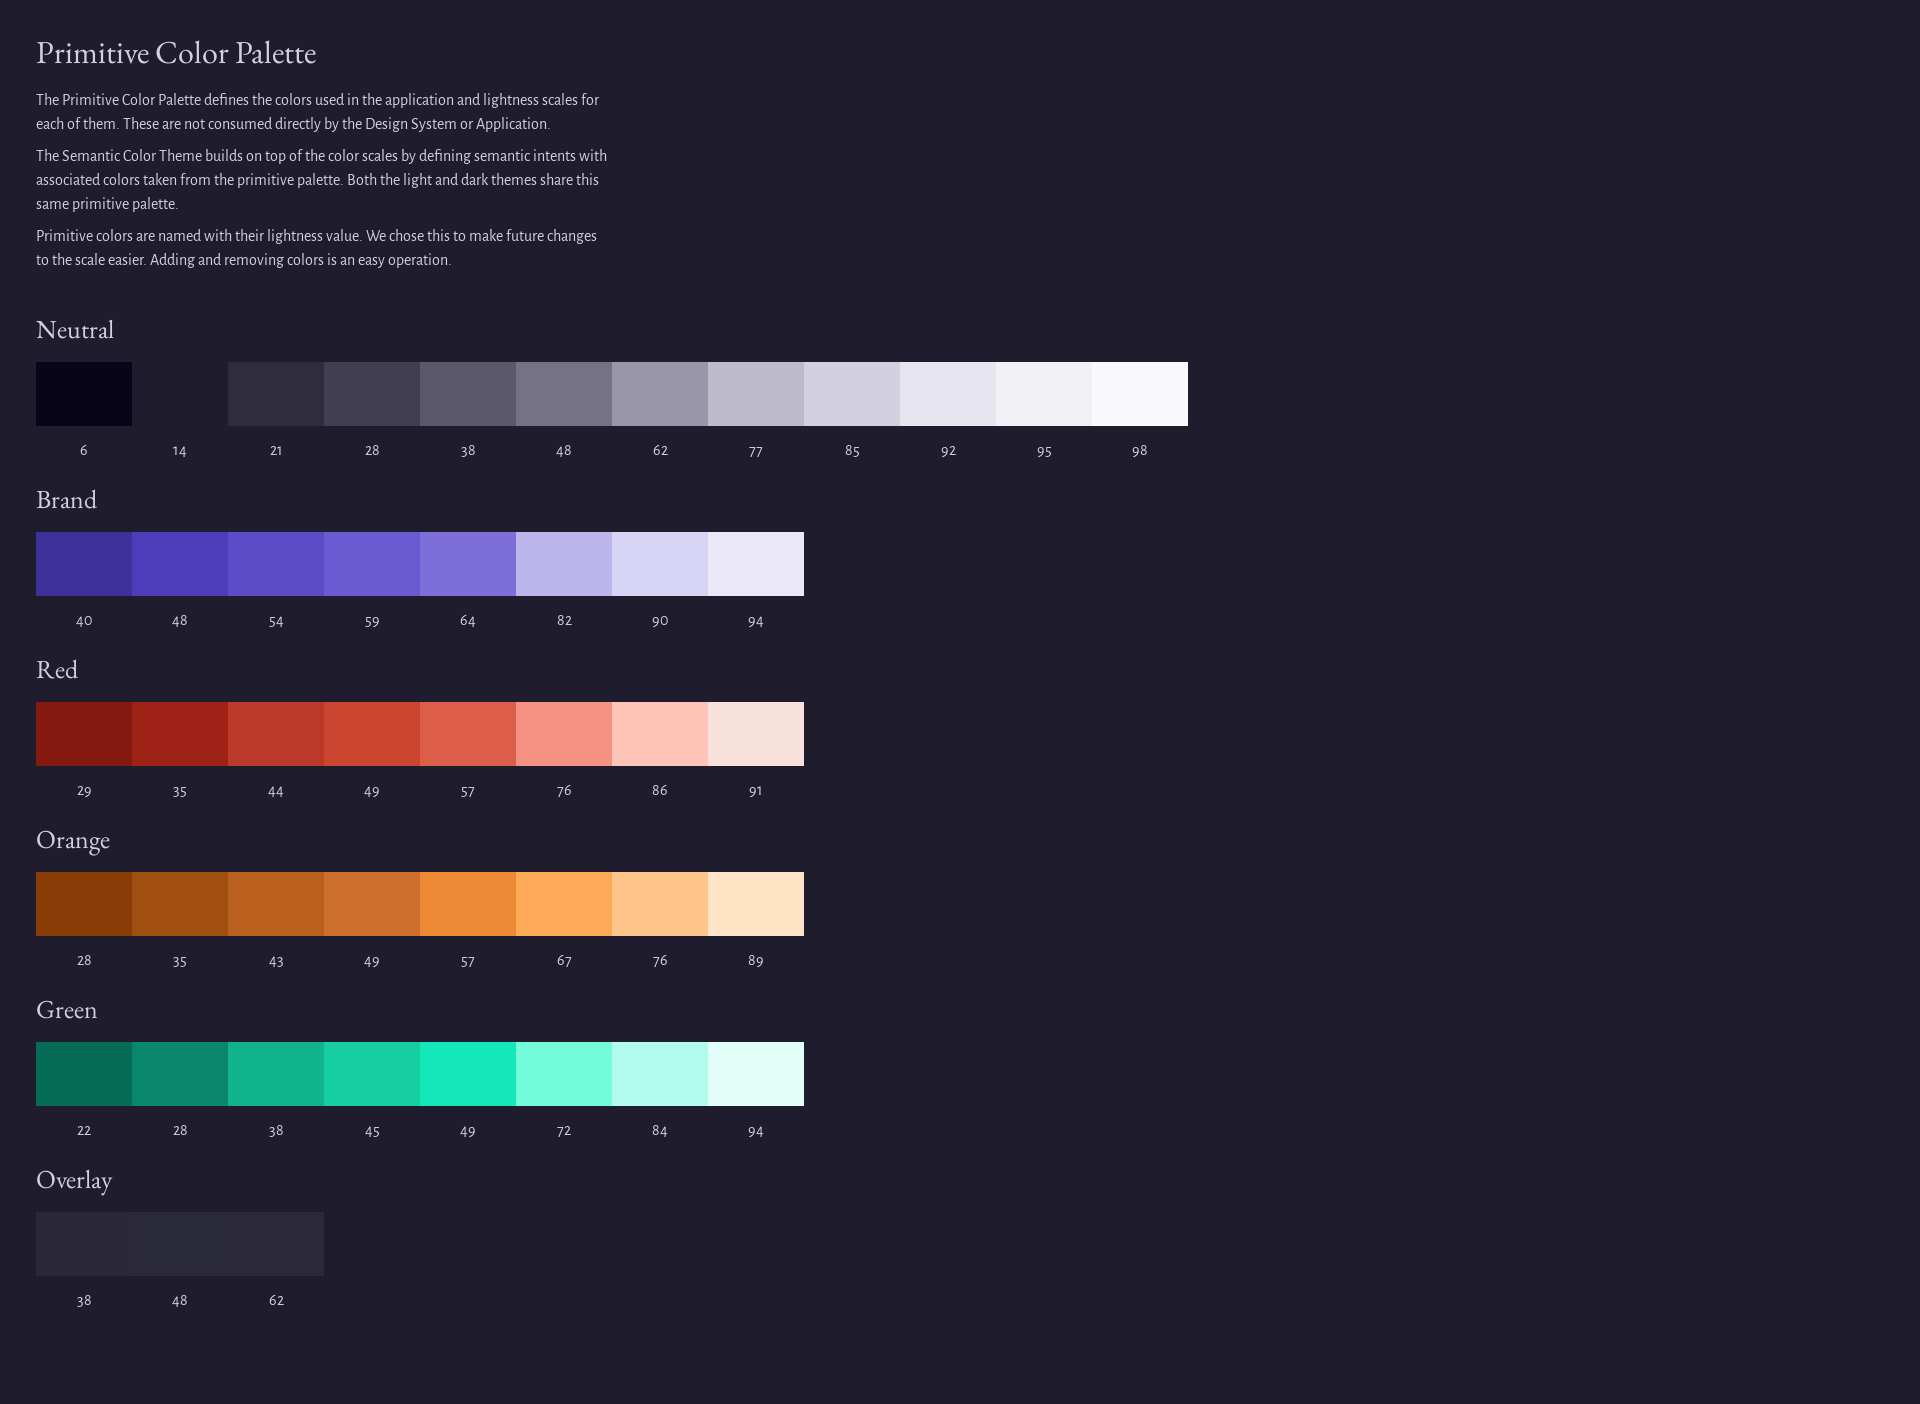 Primitive Color Palette
The Primitive Color Palette defines the colors used in the application and lightness scales for
each of them. These are not consumed directly by the Design System or Application.
The Semantic Color Theme builds on top of the color scales by defining semantic intents with
associated colors taken from the primitive palette. Both the light and dark themes share this
same primitive palette.
Primitive colors are named with their lightness value. We chose this to make future changes
to the scale easier. Adding and removing colors is an easy operation.
Neutral
6 14 21 28 38 48 62 77 85 92 95 98
Brand
40 48 54 59 64 82 90 94
Red
29 35 44 49 57 76 86 91
Orange
28 35 43 49 57 67 76 89
Green
22 28 38 45 49 72 84 94
Overlay
38 48 62